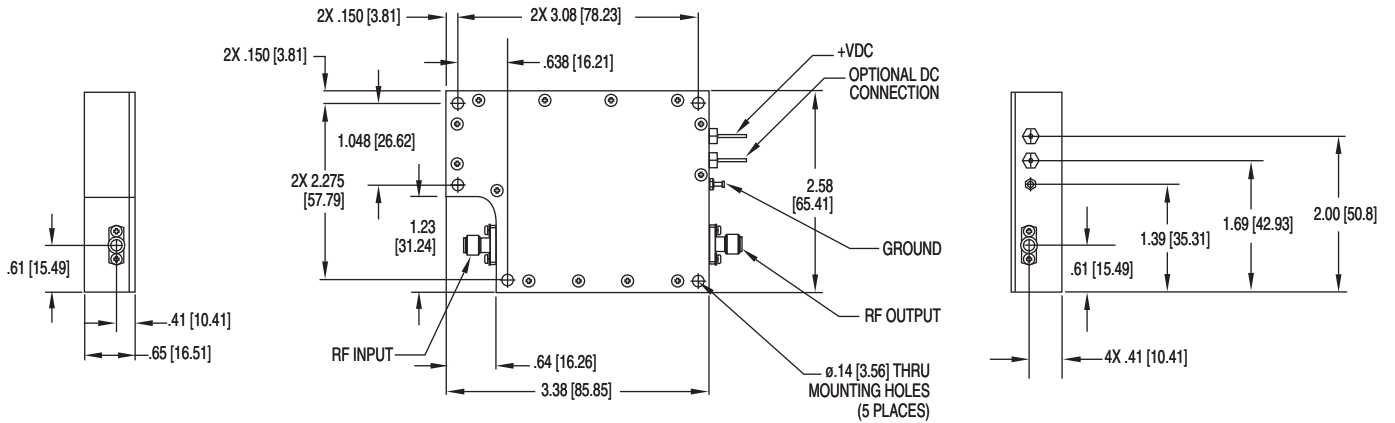 2X .150 [3.81]
2X 3.08 [78.23]
2X .150 [3.81]
.638 [16.21]
+VDC
OPTIONAL DC
CONNECTION
1.048 [26.62]
2X 2.275
[57.79]
2.58
[65.41]
1.23
[31.24]
GROUND
RF OUTPUT
RF INPUT
.64 [16.26]
3.38 [85.85]
ø.14 [3.56] THRU
MOUNTING HOLES
(5 PLACES)
.61 [15.49]
.41 [10.41]
.65 [16.51]
2.00 [50.8]
1.69 [42.93]
1.39 [35.31]
.61 [15.49]
4X .41 [10.41]